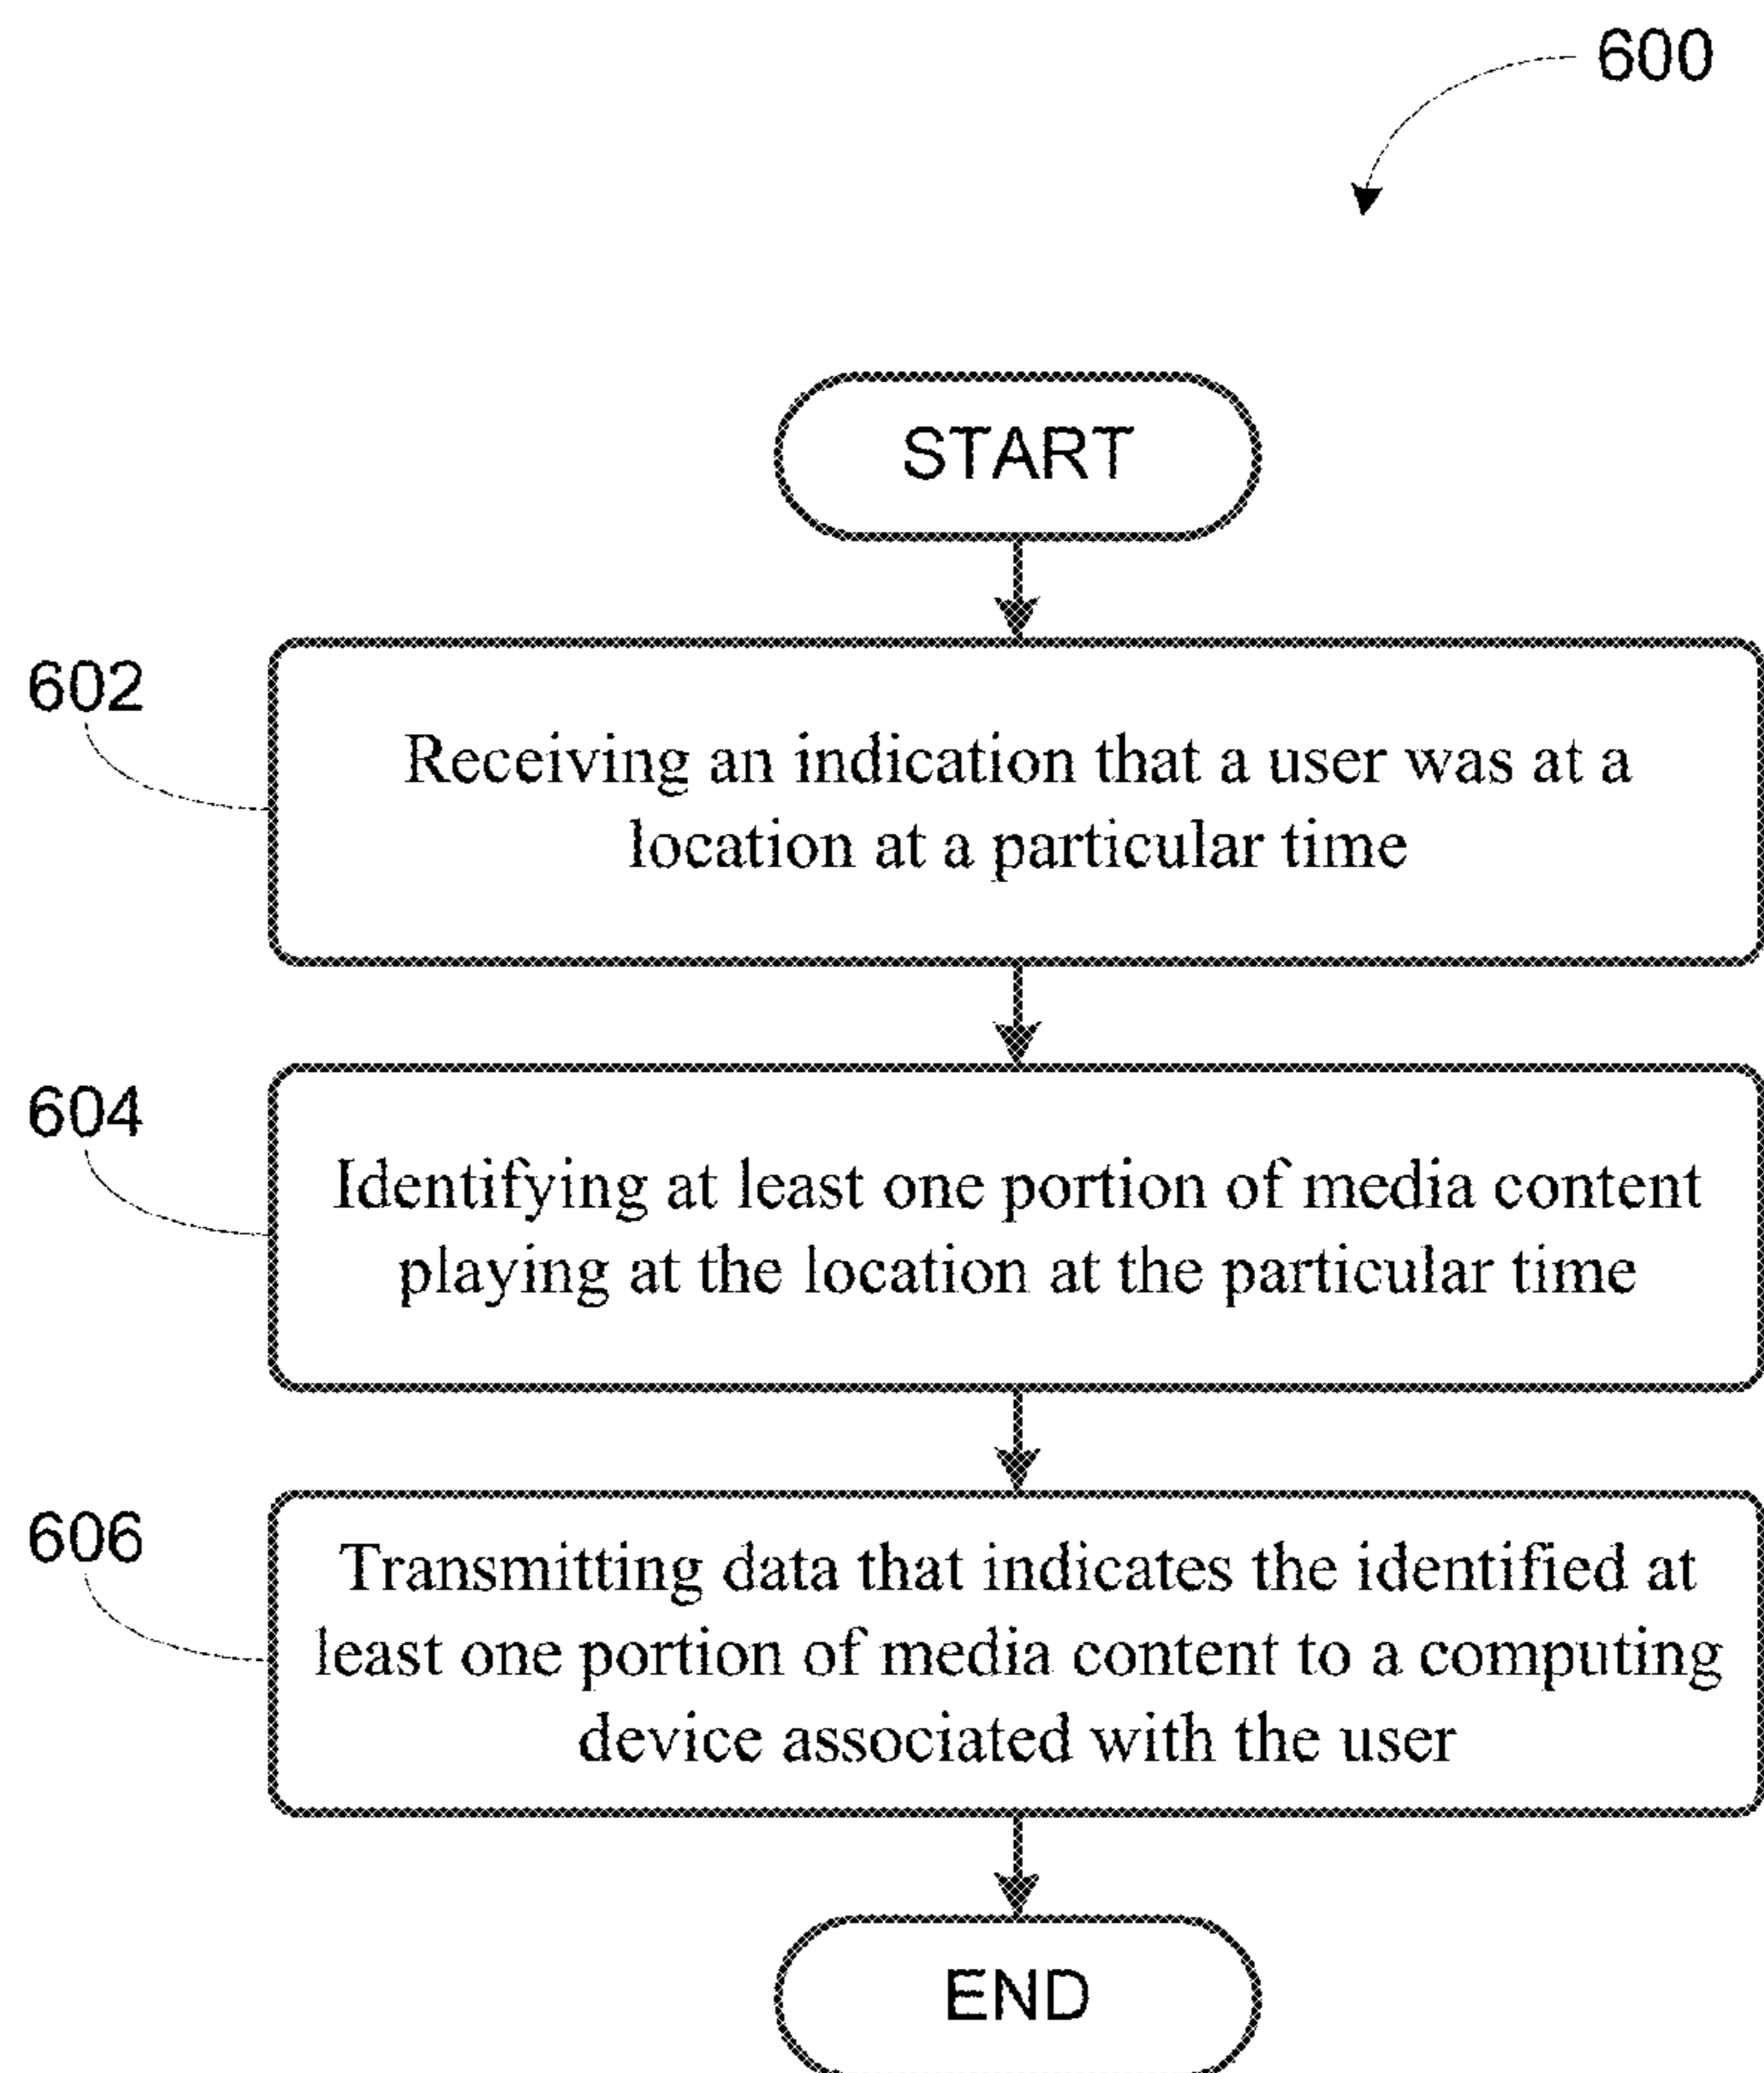 600
START
602
Receiving an indication that a user was at a
location at a particular time
604
Identifying at least one portion of media content
playing at the location at the particular time
606
Transmitting data that indicates the identified at
least one portion of media content to a computing
device associated with the user
END